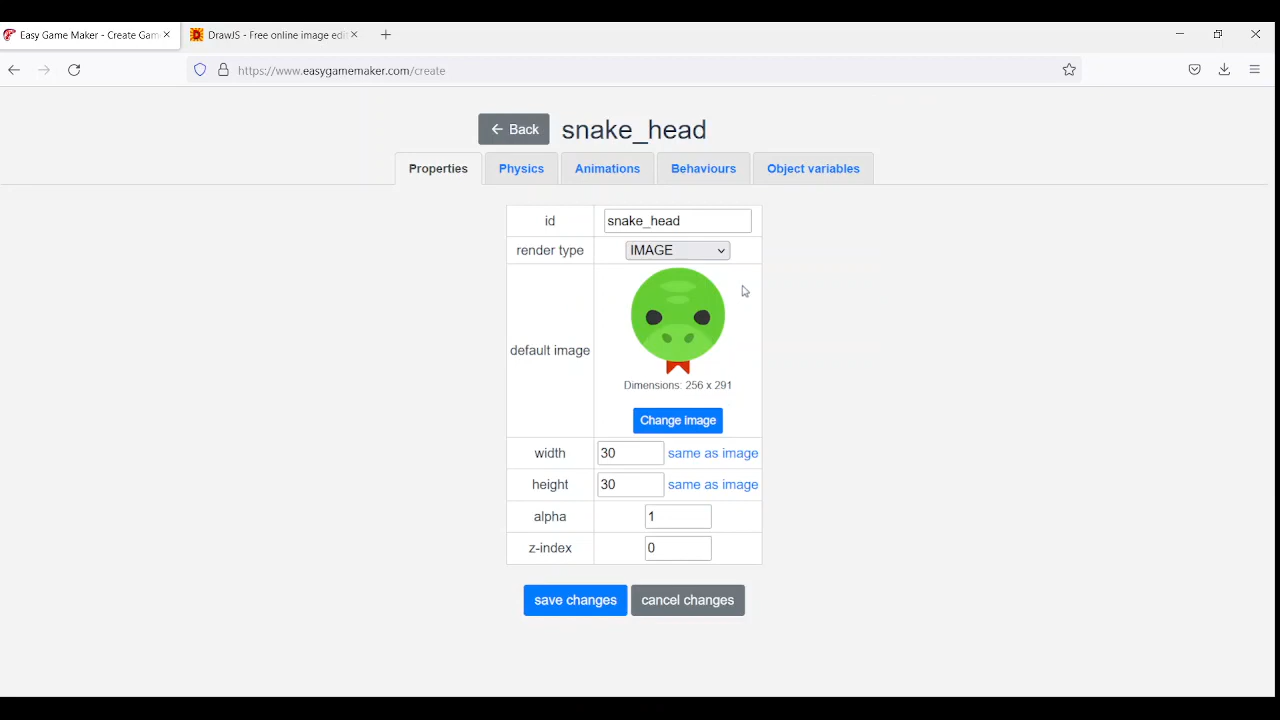 Easy Game Maker - Create Gam
DrawJS - Free online image edit
https://www.easygamemaker.com/create
Back snake_head
Properties Physics Animations Behaviours Object variables
id snake_head
render type IMAGE
default image
Dimensions: 256 x 291
Change image
width 30 same as image
height 30 same as image
alpha 1
z-index 0
save changes cancel changes